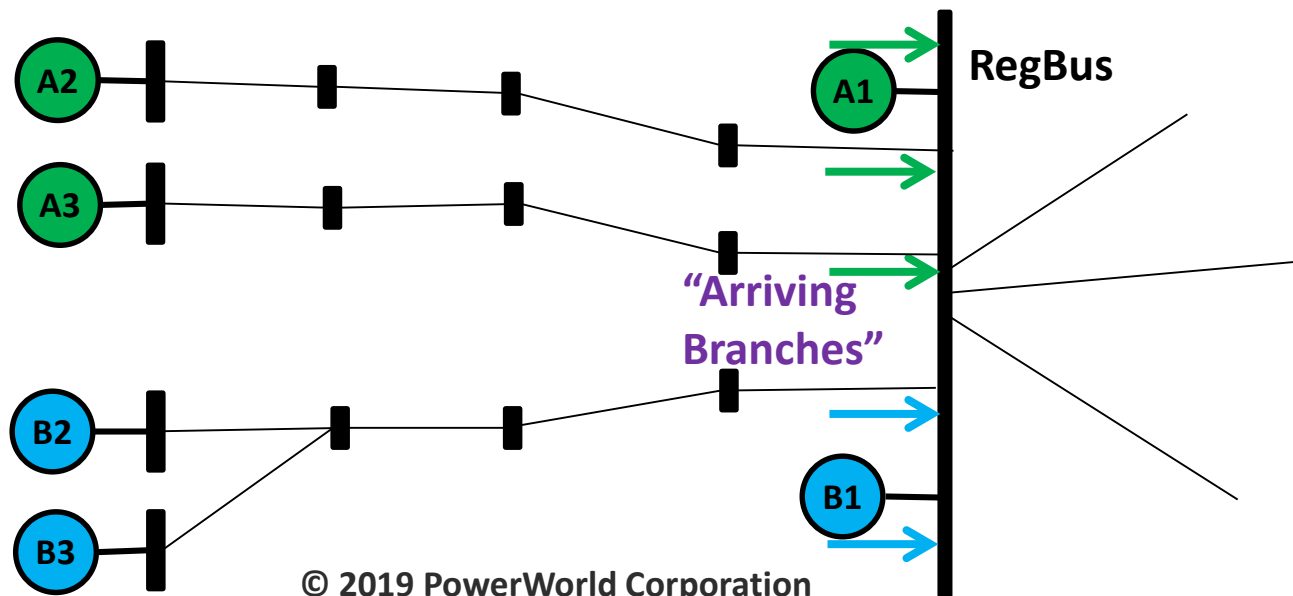 A2
A1
RegBus
A3
“Arriving
Branches”
B2
B1
B3
© 2019 PowerWorld Corporation